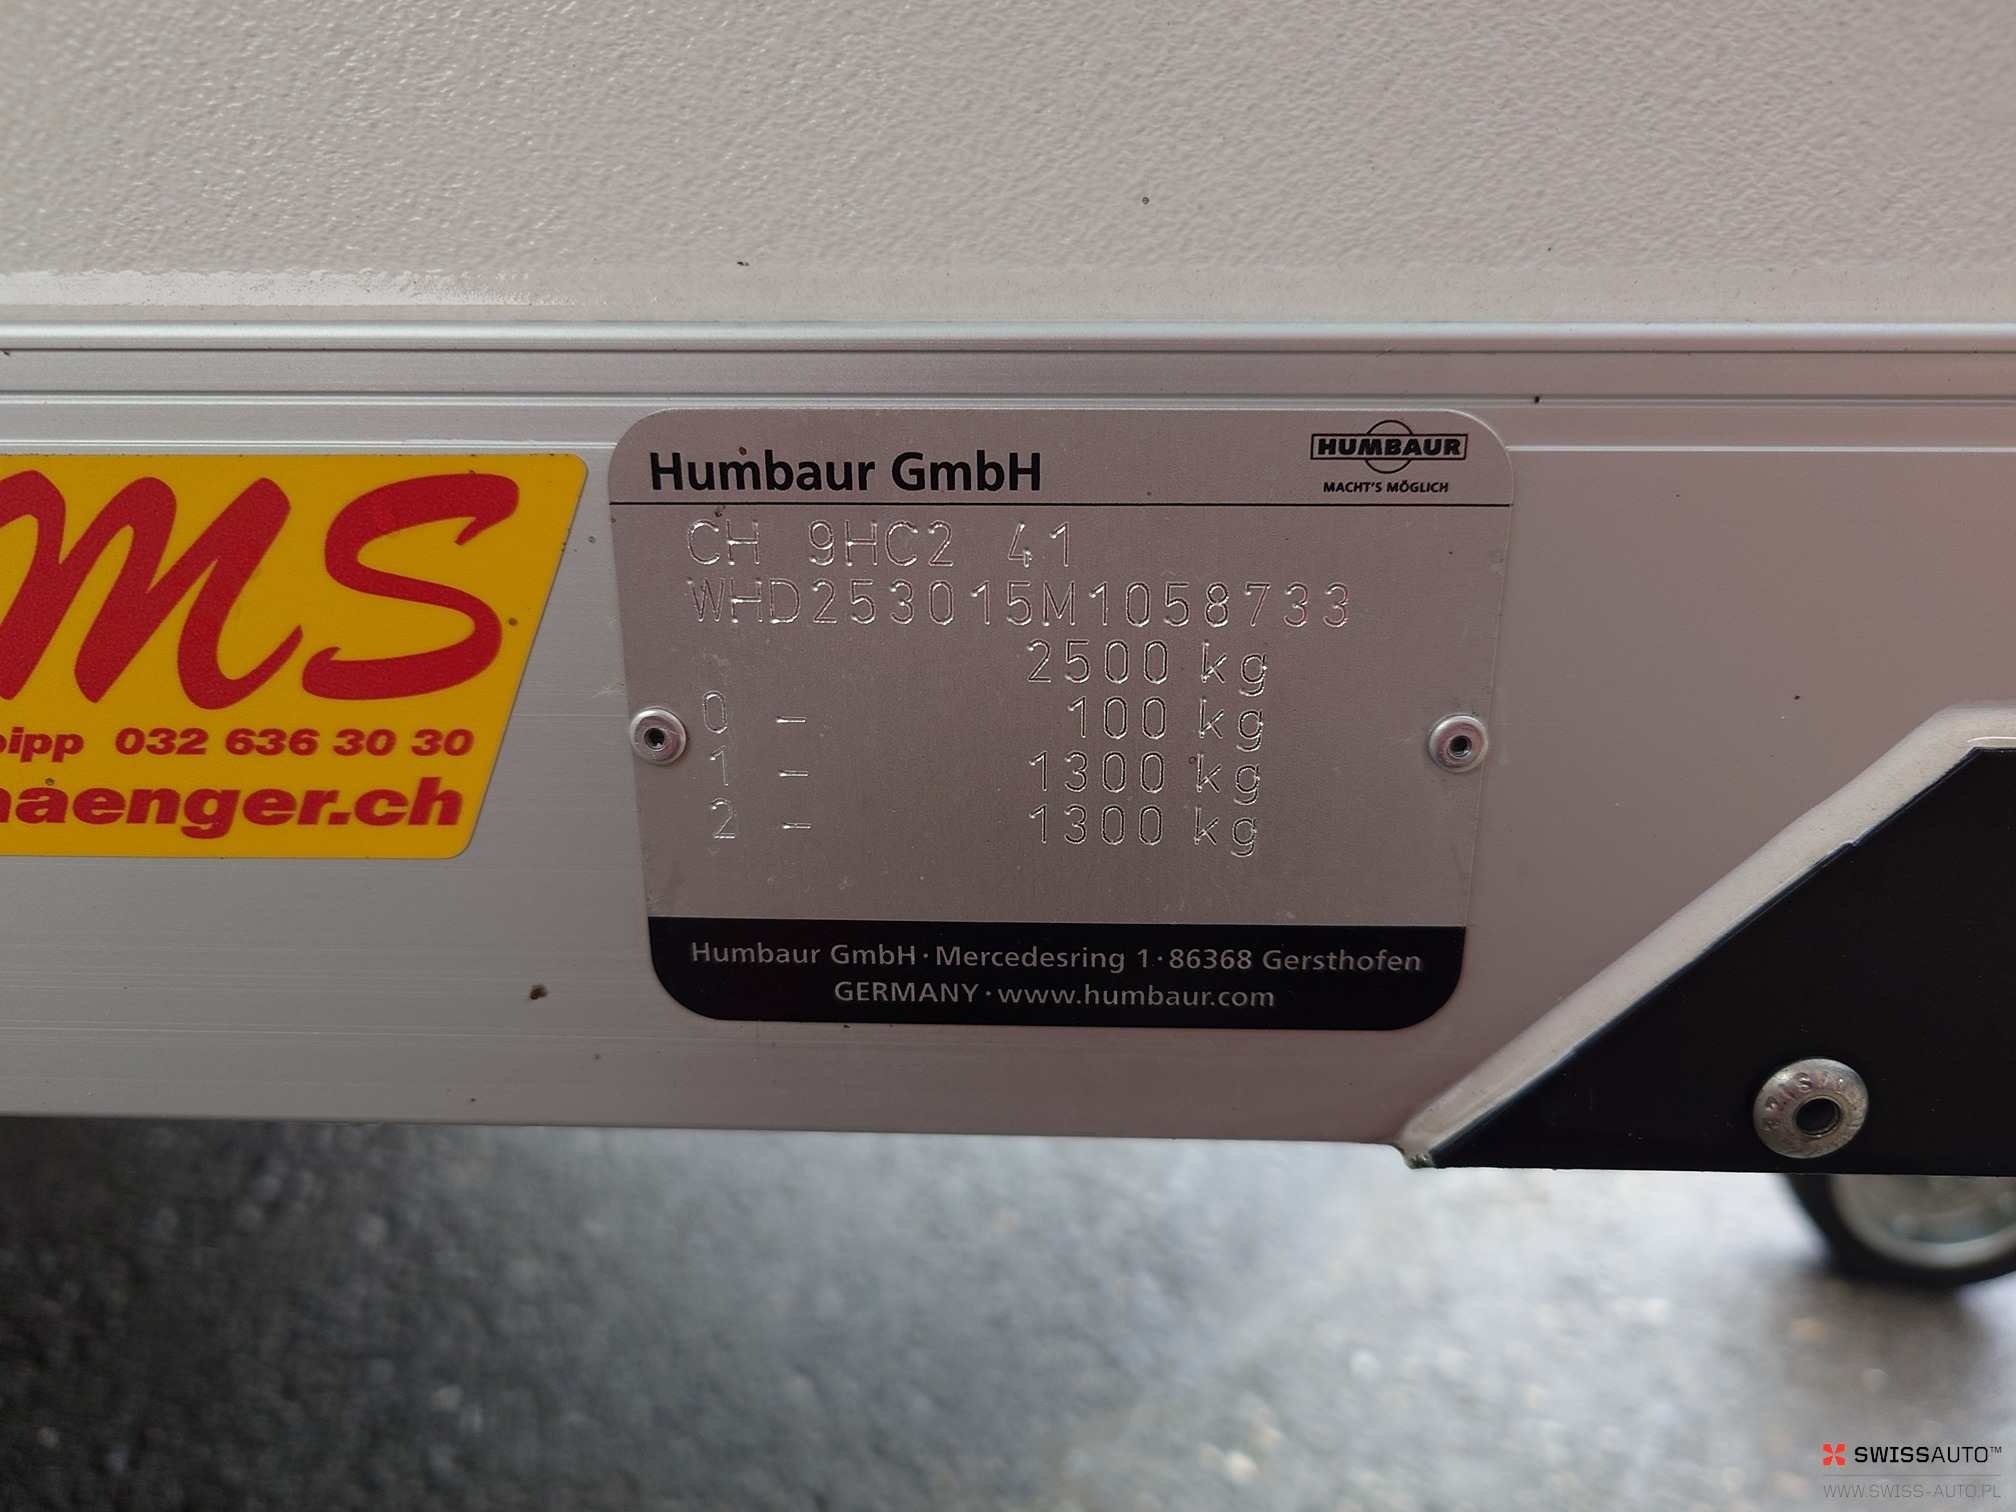 MS
032 636 30 30
aenger.ch
Humbaur GmbH
HUMBAUR
MACHT'S MÖGLICH
CH 9HC2 41
WHD253015M1058733
2500 kg
0 - 100 kg
1 - 1300 kg
2 - 1300 kg
Humbaur GmbH · Mercedesring 1 · 86368 Gersthofen
GERMANY · www.humbaur.com
SWISSAUTO™
WWW.SWISS-AUTO.PL